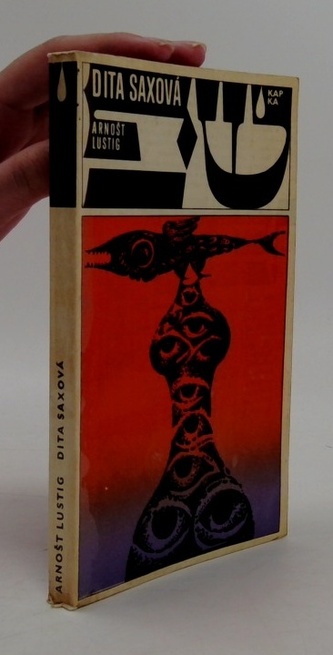 DITA SAXOVÁ
KAP
KA
ARNOŠT
LUSTIG
ARNOŠT LUSTIG DITA SAXOVÁ